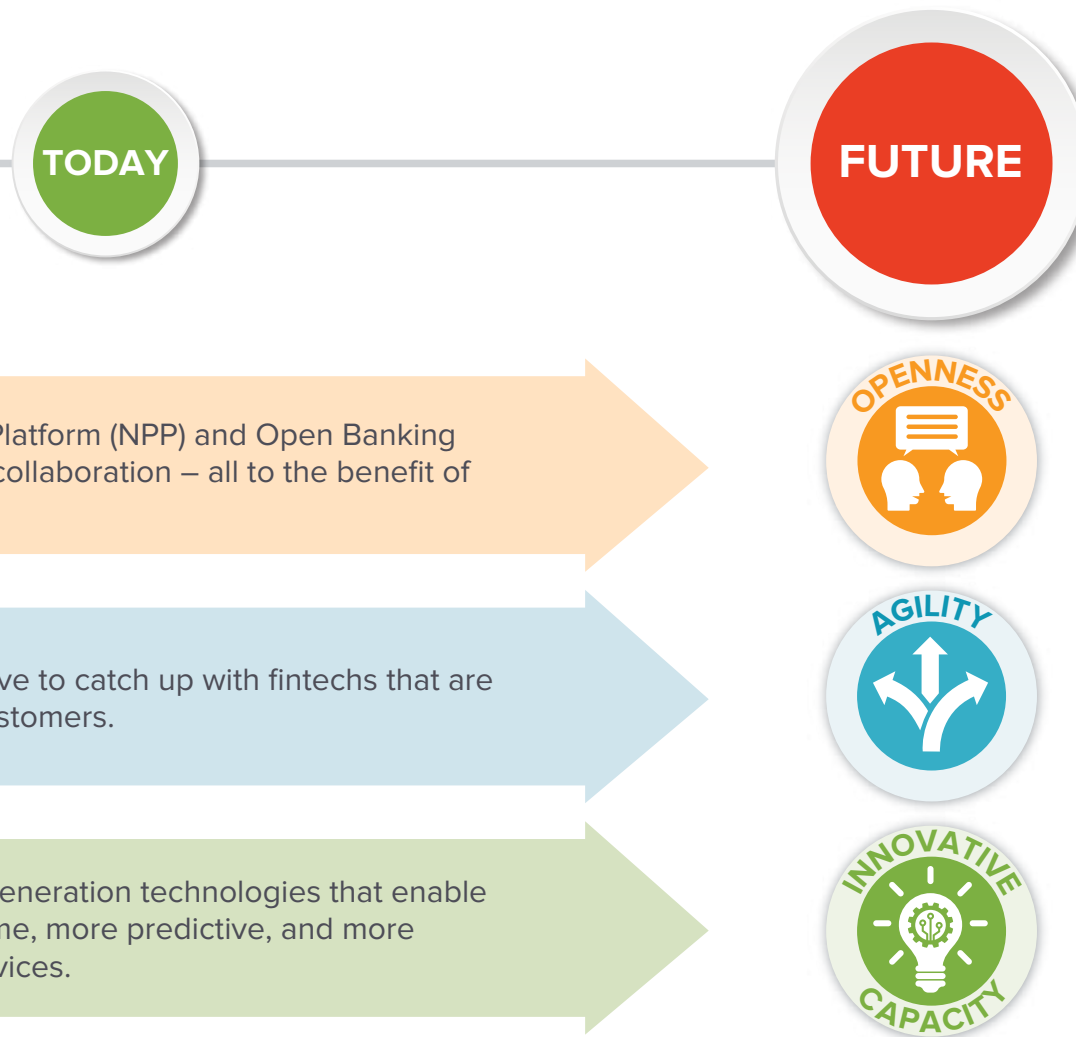 TODAY
FUTURE
Platform (NPP) and Open Banking
collaboration – all to the benefit of
OPENNESS
ve to catch up with fintechs that are
stomers.
AGILITY
eneration technologies that enable
me, more predictive, and more
vices.
INNOVATIVE
CAPACITY